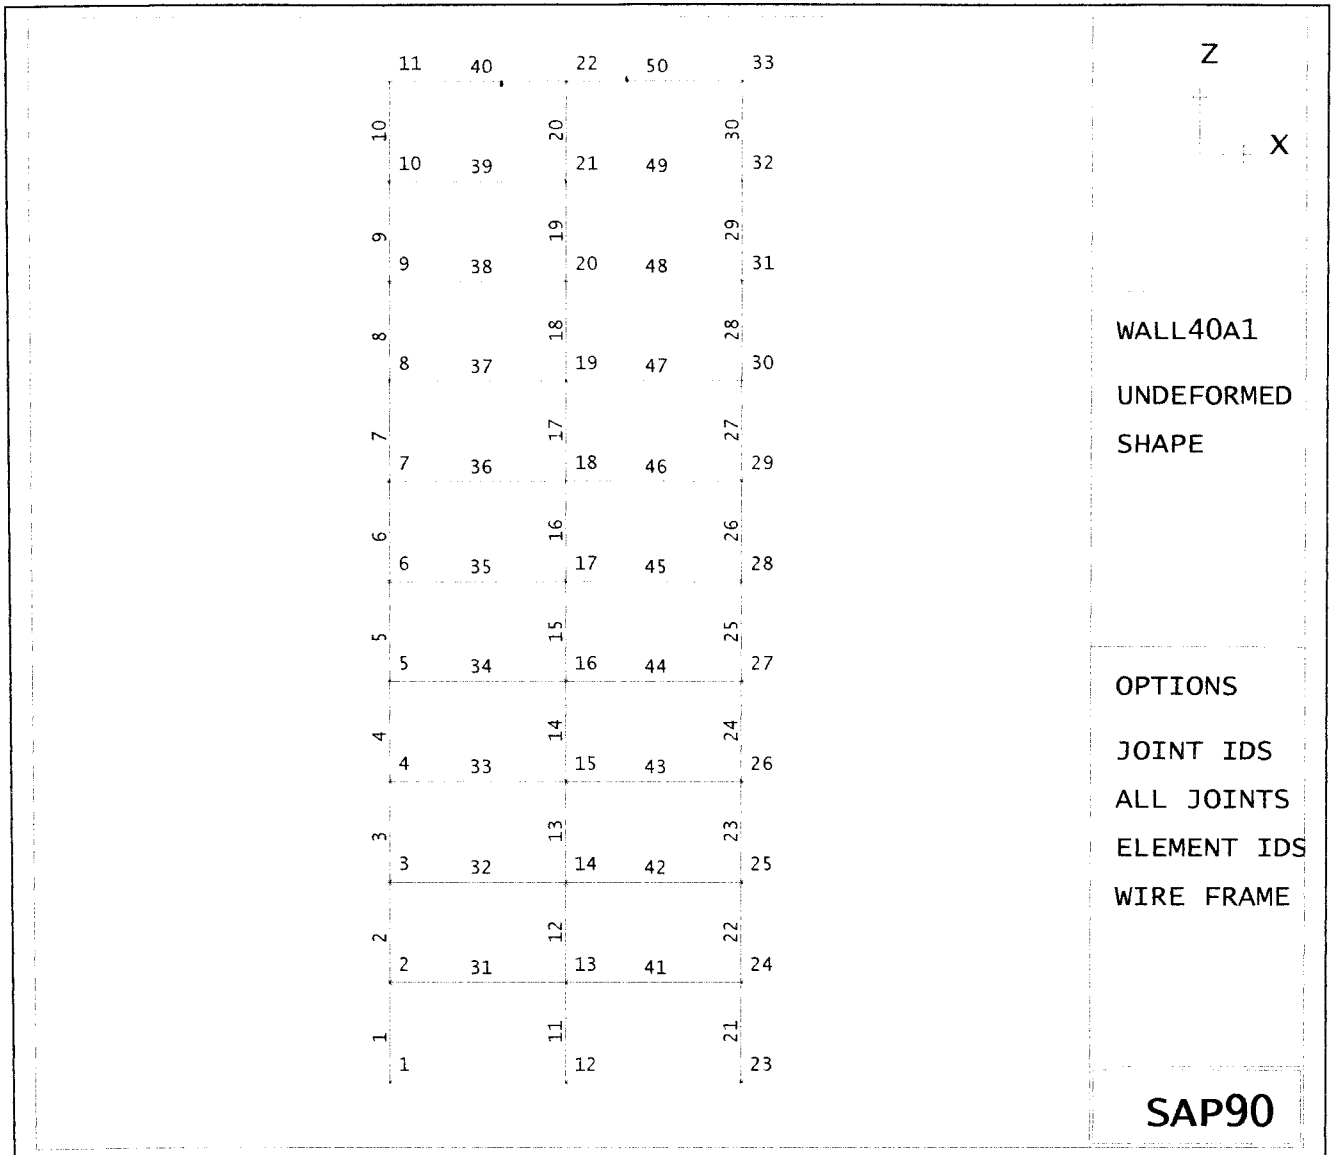 11 40 22 50 33
10 20 30
10 39 21 49 32
9 19 29
9 38 20 48 31
8 18 28
8 37 19 47 30
7 17 27
7 36 18 46 29
6 16 26
6 35 17 45 28
5 15 25
5 34 16 44 27
4 14 24
4 33 15 43 26
3 13 23
3 32 14 42 25
2 12 22
2 31 13 41 24
1 11 21
1 12 23
Z
X
WALL40A1
UNDEFORMED
SHAPE
OPTIONS
JOINT IDS
ALL JOINTS
ELEMENT IDS
WIRE FRAME
SAP90